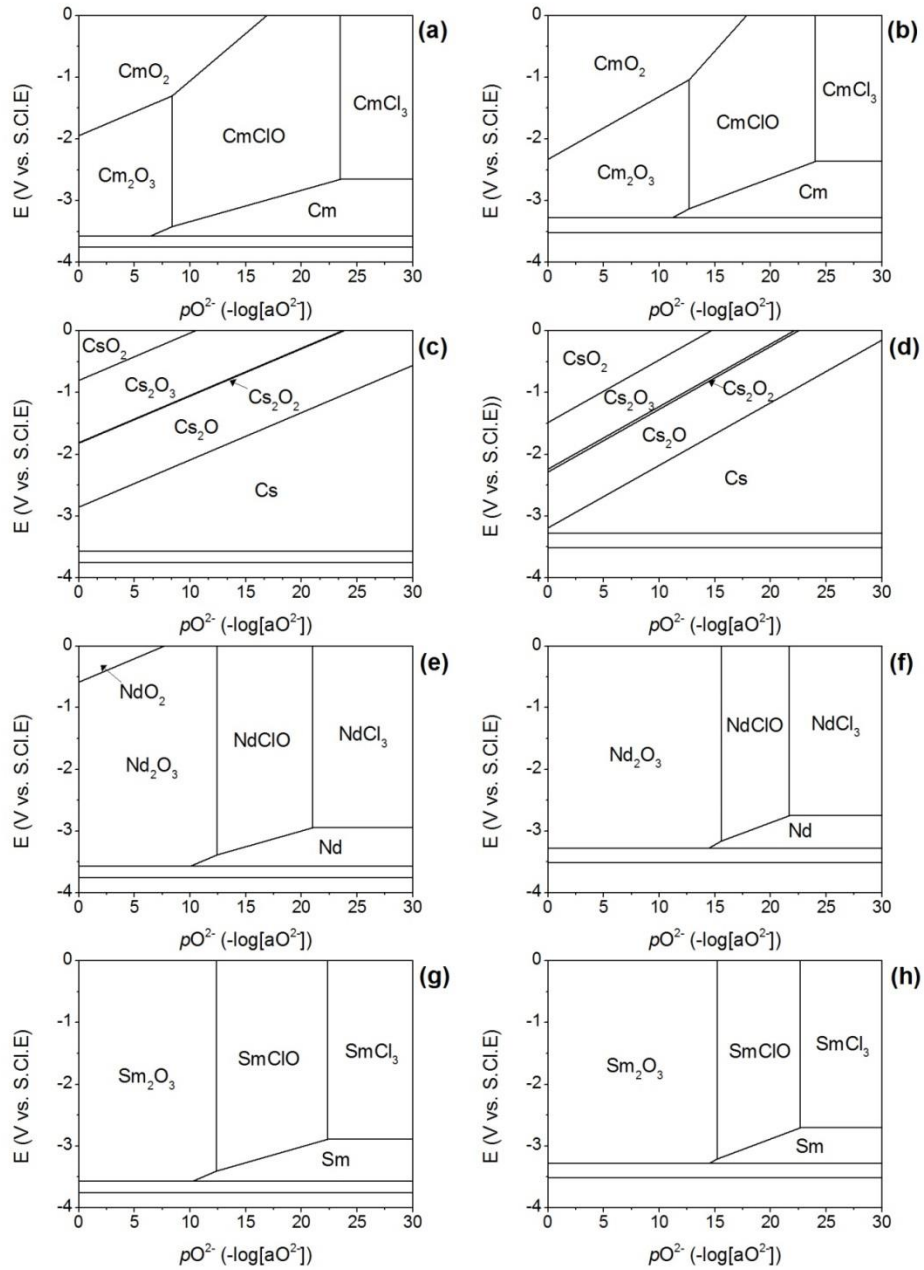 (a)
E (V vs. S.Cl.E)
0
-1
-2
-3
-4
CmO₂
Cm₂O₃
CmClO
CmCl₃
Cm
0 5 10 15 20 25 30
pO²⁻ (-log[aO²⁻])
(b)
E (V vs. S.Cl.E)
0
-1
-2
-3
-4
CmO₂
Cm₂O₃
CmClO
CmCl₃
Cm
0 5 10 15 20 25 30
pO²⁻ (-log[aO²⁻])
(c)
E (V vs. S.Cl.E)
0
-1
-2
-3
-4
CsO₂
Cs₂O₃
Cs₂O₂
Cs₂O
Cs
0 5 10 15 20 25 30
pO²⁻ (-log[aO²⁻])
(d)
E (V vs. S.Cl.E))
0
-1
-2
-3
-4
CsO₂
Cs₂O₃
Cs₂O₂
Cs₂O
Cs
0 5 10 15 20 25 30
pO²⁻ (-log[aO²⁻])
(e)
E (V vs. S.Cl.E)
0
-1
-2
-3
-4
NdO₂
Nd₂O₃
NdClO
NdCl₃
Nd
0 5 10 15 20 25 30
pO²⁻ (-log[aO²⁻])
(f)
E (V vs. S.Cl.E)
0
-1
-2
-3
-4
Nd₂O₃
NdClO
NdCl₃
Nd
0 5 10 15 20 25 30
pO²⁻ (-log[aO²⁻])
(g)
E (V vs. S.Cl.E)
0
-1
-2
-3
-4
Sm₂O₃
SmClO
SmCl₃
Sm
0 5 10 15 20 25 30
pO²⁻ (-log[aO²⁻])
(h)
E (V vs. S.Cl.E)
0
-1
-2
-3
-4
Sm₂O₃
SmClO
SmCl₃
Sm
0 5 10 15 20 25 30
pO²⁻ (-log[aO²⁻])